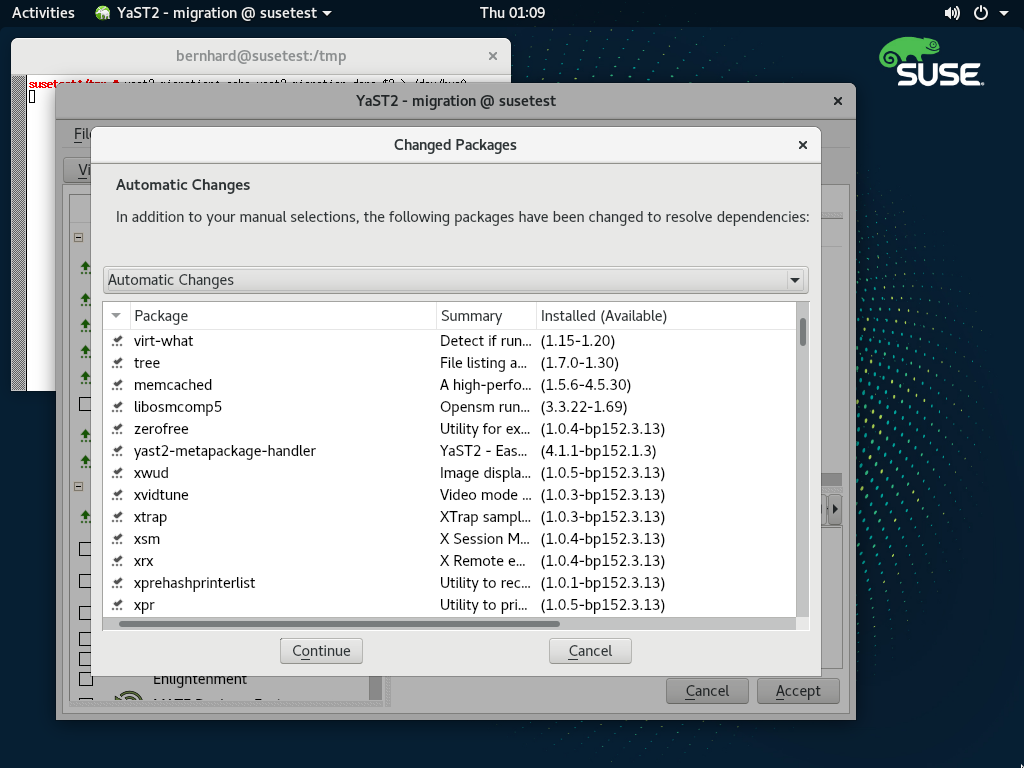 Activities YaST2 - migration @ susetest Thu 01:09
SUSE
bernhard@susetest:/tmp
YaST2 - migration @ susetest
Changed Packages
Automatic Changes
In addition to your manual selections, the following packages have been changed to resolve dependencies:
Automatic Changes
Package Summary Installed (Available)
virt-what Detect if run... (1.15-1.20)
tree File listing a... (1.7.0-1.30)
memcached A high-perfo... (1.5.6-4.5.30)
libosmcomp5 Opensm run... (3.3.22-1.69)
zerofree Utility for ex... (1.0.4-bp152.3.13)
yast2-metapackage-handler YaST2 - Eas... (4.1.1-bp152.1.3)
xwud Image displa... (1.0.5-bp152.3.13)
xvidtune Video mode ... (1.0.3-bp152.3.13)
xtrap XTrap sampl... (1.0.3-bp152.3.13)
xsm X Session M... (1.0.4-bp152.3.13)
xrx X Remote e... (1.0.4-bp152.3.13)
xprehashprinterlist Utility to rec... (1.0.1-bp152.3.13)
xpr Utility to pri... (1.0.5-bp152.3.13)
Continue Cancel
Enlightenment
Cancel Accept